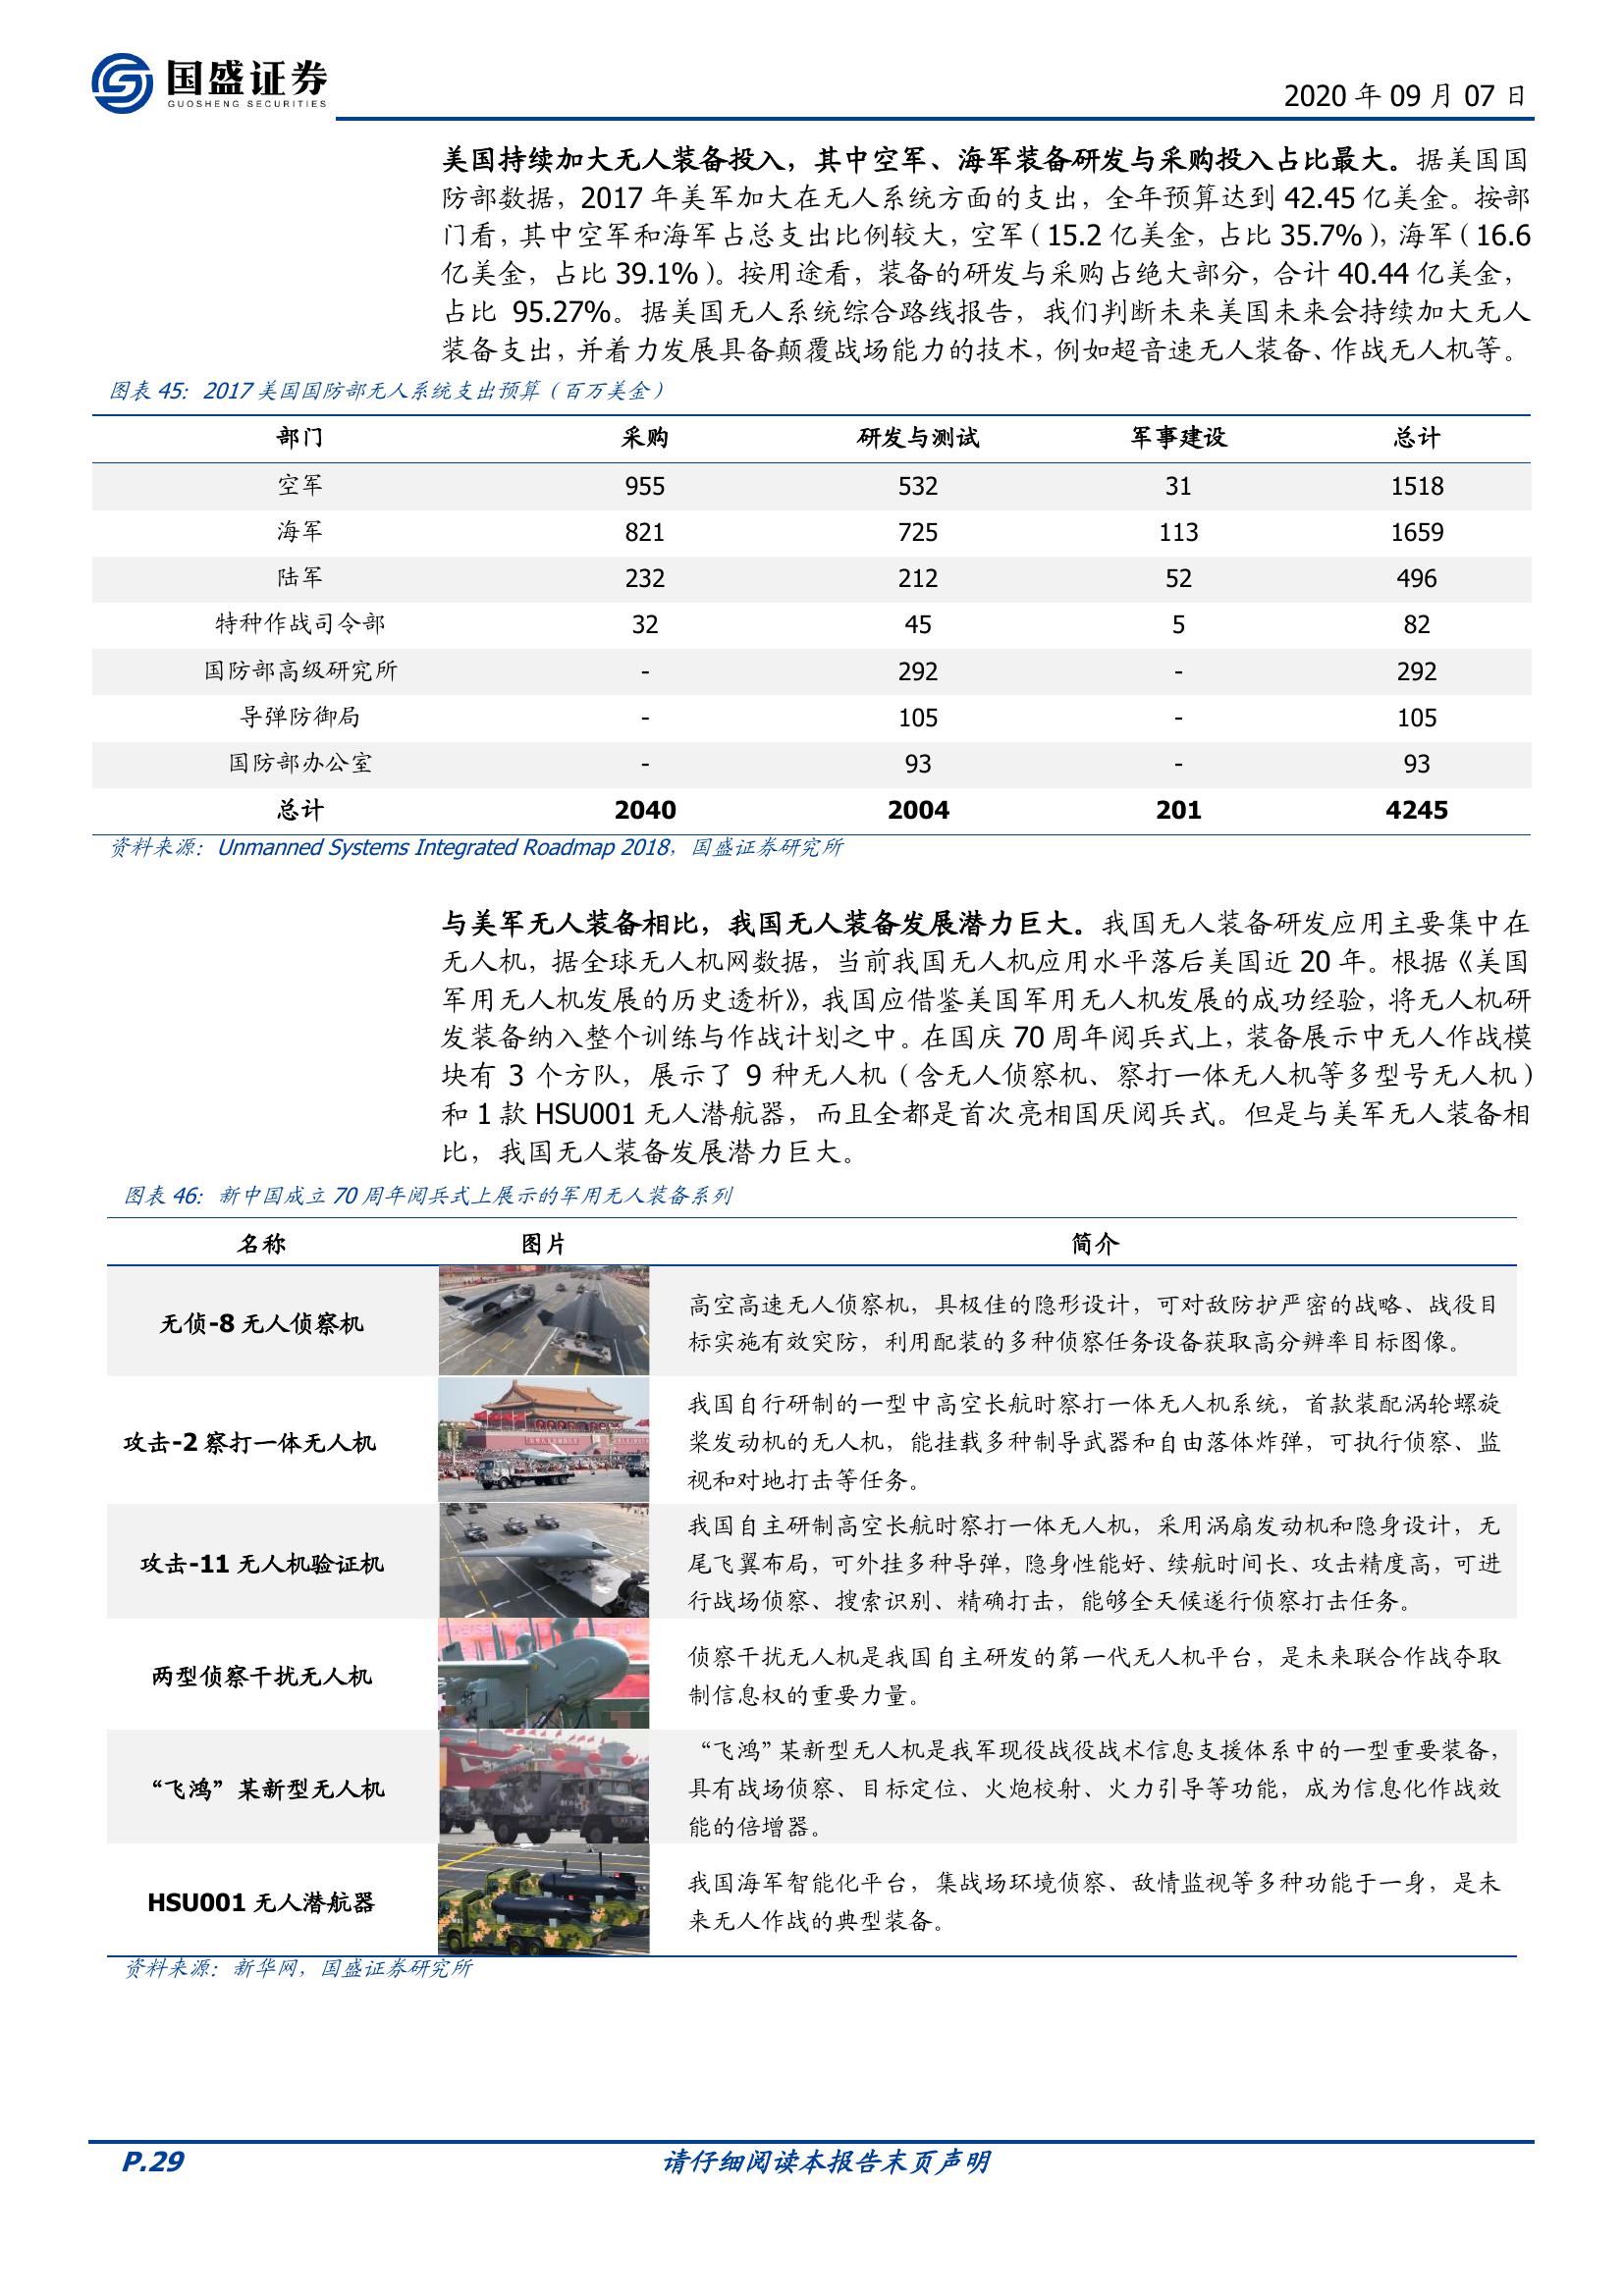 国盛证券
GUOSHENG SECURITIES
2020 年 09 月 07 日
美国持续加大无人装备投入，其中空军、海军装备研发与采购投入占比最大。据美国国
防部数据，2017 年美军加大在无人系统方面的支出，全年预算达到 42.45 亿美金。按部
门看，其中空军和海军占总支出比例较大，空军（15.2 亿美金，占比 35.7%），海军（16.6
亿美金，占比 39.1%）。按用途看，装备的研发与采购占绝大部分，合计 40.44 亿美金，
占比 95.27%。据美国无人系统综合路线报告，我们判断未来美国未来会持续加大无人
装备支出，并着力发展具备颠覆战场能力的技术，例如超音速无人装备、作战无人机等。
图表 45：2017 美国国防部无人系统支出预算（百万美金）
部门 采购 研发与测试 军事建设 总计
空军 955 532 31 1518
海军 821 725 113 1659
陆军 232 212 52 496
特种作战司令部 32 45 5 82
国防部高级研究所 - 292 - 292
导弹防御局 - 105 - 105
国防部办公室 - 93 - 93
总计 2040 2004 201 4245
资料来源：Unmanned Systems Integrated Roadmap 2018，国盛证券研究所
与美军无人装备相比，我国无人装备发展潜力巨大。我国无人装备研发应用主要集中在
无人机，据全球无人机网数据，当前我国无人机应用水平落后美国近 20 年。根据《美国
军用无人机发展的历史透析》，我国应借鉴美国军用无人机发展的成功经验，将无人机研
发装备纳入整个训练与作战计划之中。在国庆 70 周年阅兵式上，装备展示中无人作战模
块有 3 个方队，展示了 9 种无人机（含无人侦察机、察打一体无人机等多型号无人机）
和 1 款 HSU001 无人潜航器，而且全都是首次亮相国庆阅兵式。但是与美军无人装备相
比，我国无人装备发展潜力巨大。
图表 46：新中国成立 70 周年阅兵式上展示的军用无人装备系列
名称 图片 简介
无侦-8 无人侦察机
高空高速无人侦察机，具极佳的隐形设计，可对敌防护严密的战略、战役目
标实施有效突防，利用配装的多种侦察任务设备获取高分辨率目标图像。
攻击-2 察打一体无人机
我国自行研制的一型中高空长航时察打一体无人机系统，首款装配涡轮螺旋
桨发动机的无人机，能挂载多种制导武器和自由落体炸弹，可执行侦察、监
视和对地打击等任务。
攻击-11 无人机验证机
我国自主研制高空长航时察打一体无人机，采用涡扇发动机和隐身设计，无
尾飞翼布局，可外挂多种导弹，隐身性能好、续航时间长、攻击精度高，可进
行战场侦察、搜索识别、精确打击，能够全天候遂行侦察打击任务。
两型侦察干扰无人机
侦察干扰无人机是我国自主研发的第一代无人机平台，是未来联合作战夺取
制信息权的重要力量。
“飞鸿”某新型无人机
“飞鸿”某新型无人机是我军现役战役战术信息支援体系中的一型重要装备，
具有战场侦察、目标定位、火炮校射、火力引导等功能，成为信息化作战效
能的倍增器。
HSU001 无人潜航器
我国海军智能化平台，集战场环境侦察、敌情监视等多种功能于一身，是未
来无人作战的典型装备。
资料来源：新华网，国盛证券研究所
P.29
请仔细阅读本报告末页声明